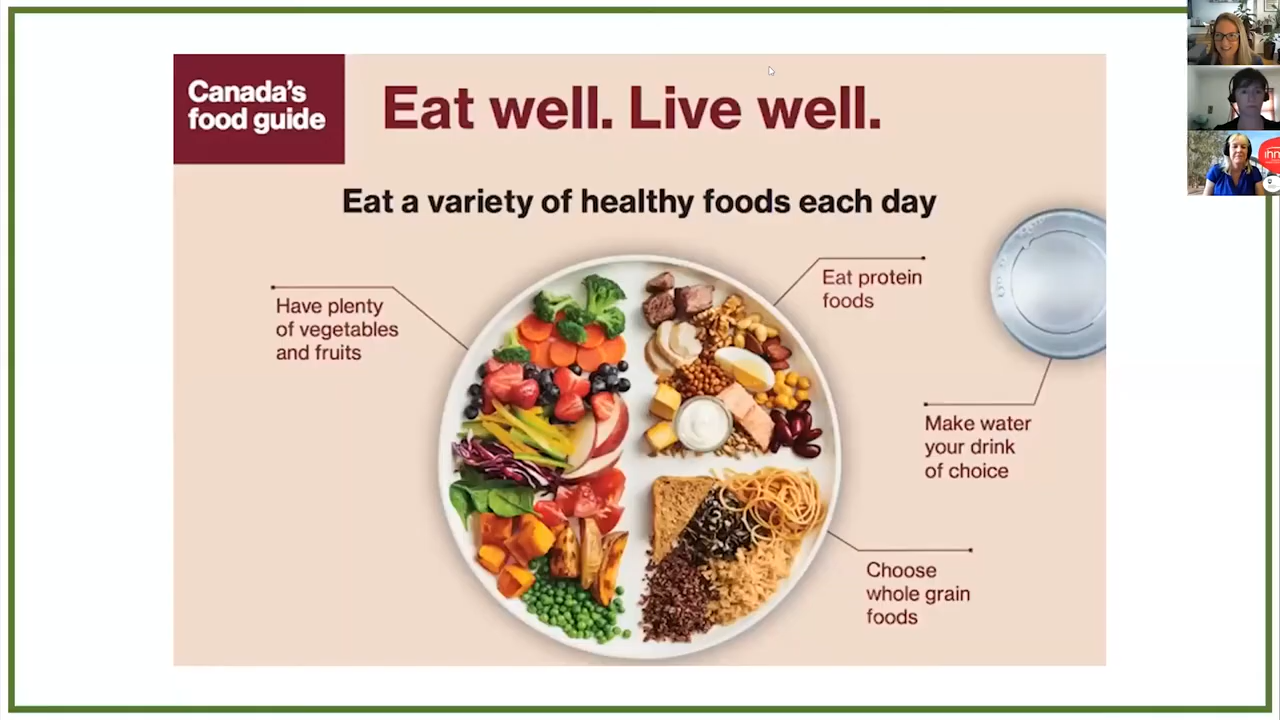 Canada's
food guide
Eat well. Live well.
Eat a variety of healthy foods each day
Have plenty
of vegetables
and fruits
Eat protein
foods
Make water
your drink
of choice
Choose
whole grain
foods